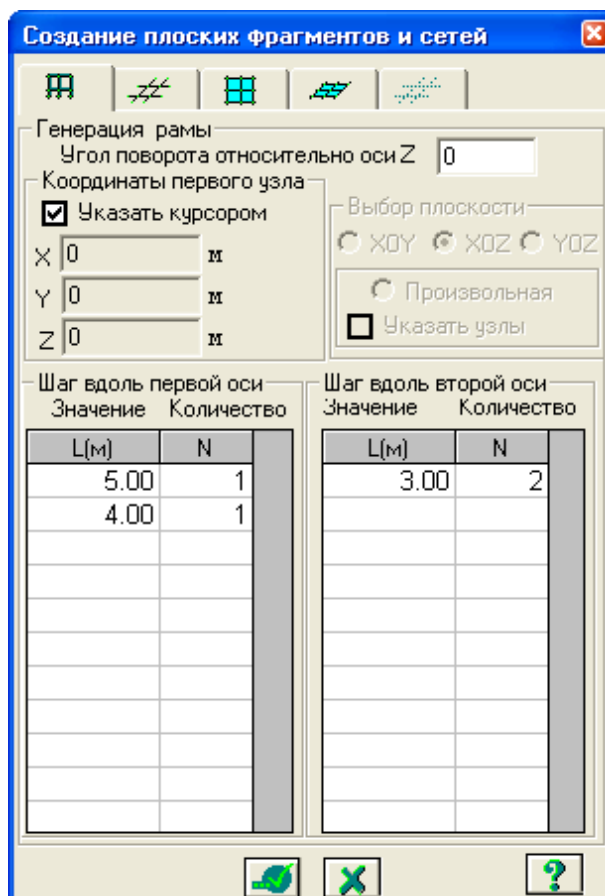 Создание плоских фрагментов и сетей
Генерация рамы
Угол поворота относительно оси Z 0
Координаты первого узла
Указать курсором
X 0 м
Y 0 м
Z 0 м
Выбор плоскости
XOY XOZ YOZ
Произвольная
Указать узлы
Шаг вдоль первой оси
Значение Количество
L(м) N
5.00 1
4.00 1
Шаг вдоль второй оси
Значение Количество
L(м) N
3.00 2
?